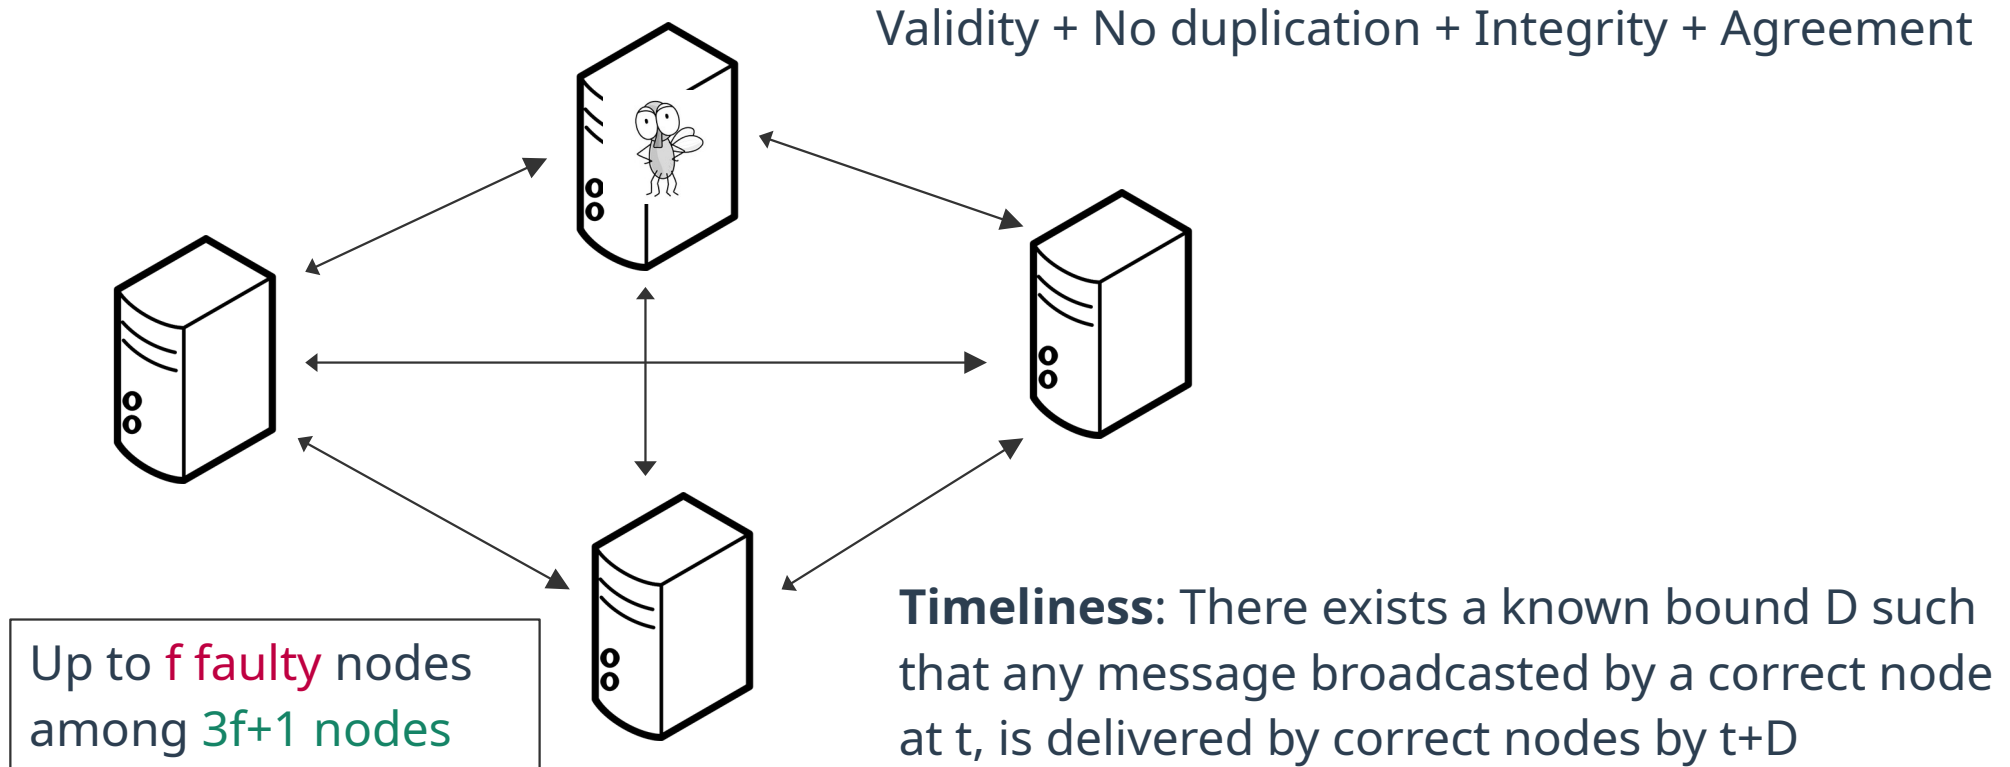 Validity + No duplication + Integrity + Agreement
Up to f faulty nodes
among 3f+1 nodes
Timeliness: There exists a known bound D such
that any message broadcasted by a correct node
at t, is delivered by correct nodes by t+D